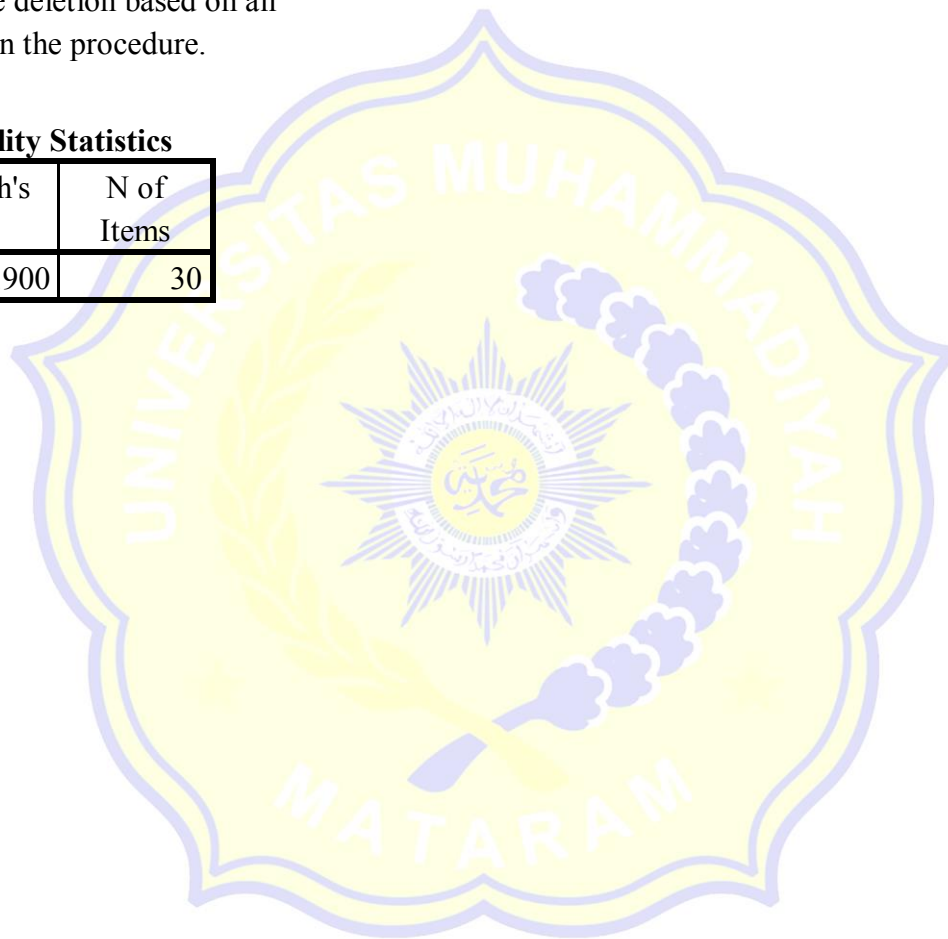 e deletion based on all
n the procedure.
lity Statistics
h's N of
Items
900 30
UNIVERSITAS MUHAMMADIYAH
MATARAM